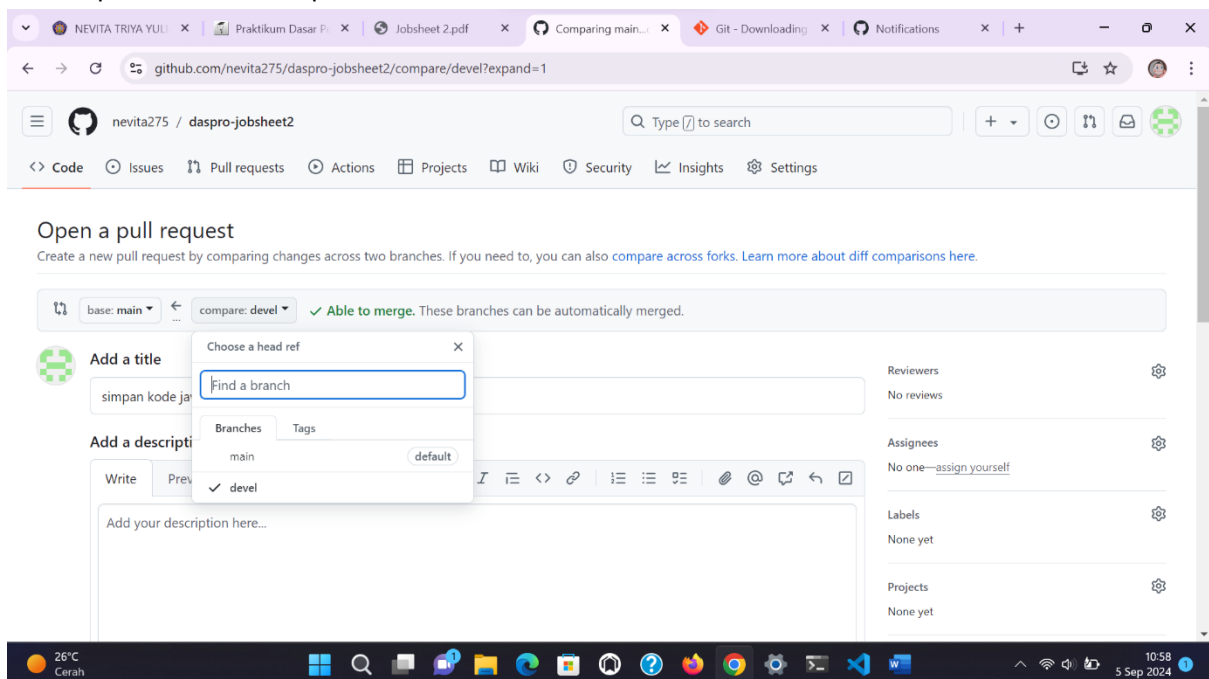 NEVITA TRIYA YUL
Praktikum Dasar P
Jobsheet 2.pdf
Comparing main...
Git - Downloading
Notifications
github.com/nevita275/daspro-jobsheet2/compare/devel?expand=1
nevita275 / daspro-jobsheet2
Type / to search
<> Code
Issues
Pull requests
Actions
Projects
Wiki
Security
Insights
Settings
Open a pull request
Create a new pull request by comparing changes across two branches. If you need to, you can also compare across forks. Learn more about diff comparisons here.
base: main
compare: devel
Able to merge. These branches can be automatically merged.
Choose a head ref
Find a branch
Branches
Tags
main
default
devel
Add a title
simpan kode ja
Add a descripti
Write
Prev
Add your description here...
Reviewers
No reviews
Assignees
No one—assign yourself
Labels
None yet
Projects
None yet
26°C
Cerah
10:58
5 Sep 2024